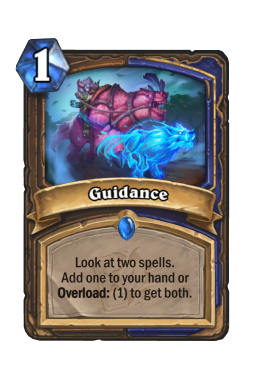 1
Guidance
Look at two spells.
Add one to your hand or
Overload: (1) to get both.